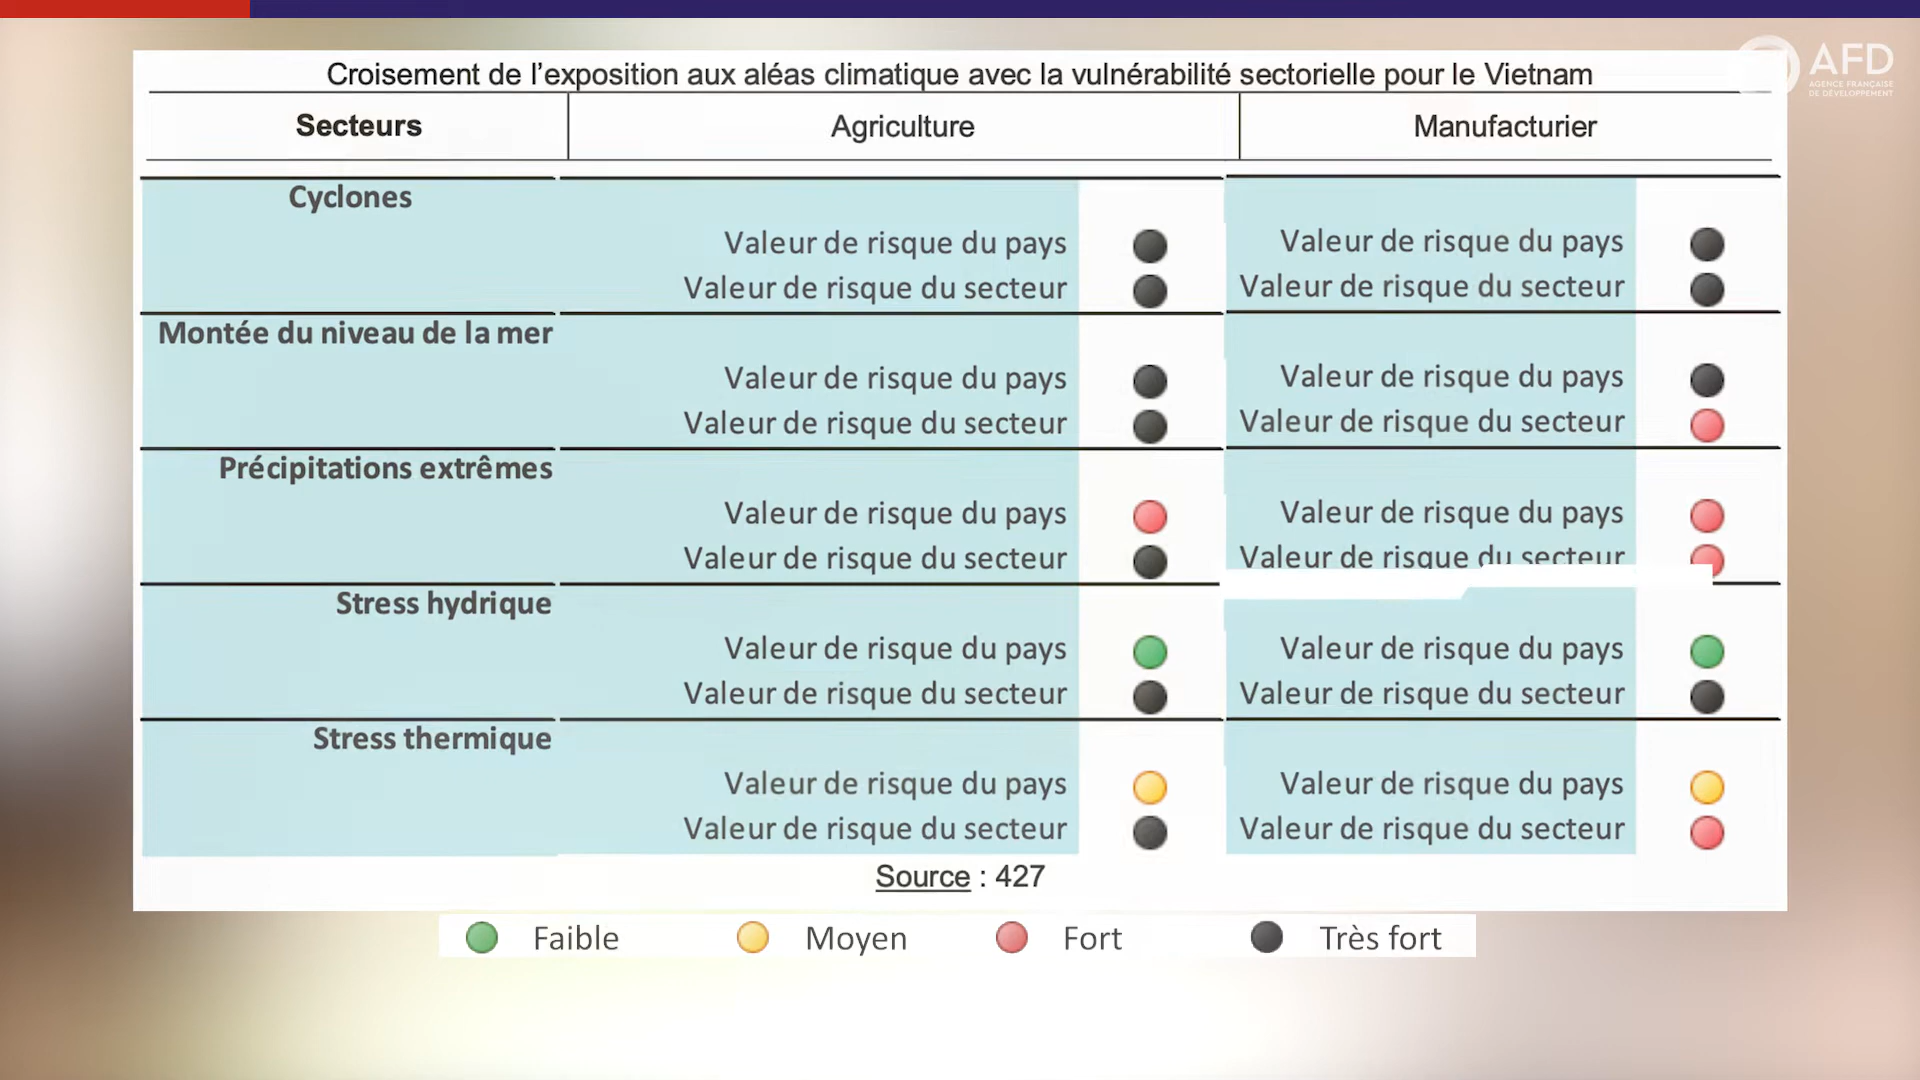 AFD
AGENCE FRANÇAISE
DE DÉVELOPPEMENT
Croisement de l'exposition aux aléas climatique avec la vulnérabilité sectorielle pour le Vietnam
Secteurs Agriculture Manufacturier
Cyclones
Valeur de risque du pays Valeur de risque du pays
Valeur de risque du secteur Valeur de risque du secteur
Montée du niveau de la mer
Valeur de risque du pays Valeur de risque du pays
Valeur de risque du secteur Valeur de risque du secteur
Précipitations extrêmes
Valeur de risque du pays Valeur de risque du pays
Valeur de risque du secteur Valeur de risque du secteur
Stress hydrique
Valeur de risque du pays Valeur de risque du pays
Valeur de risque du secteur Valeur de risque du secteur
Stress thermique
Valeur de risque du pays Valeur de risque du pays
Valeur de risque du secteur Valeur de risque du secteur
Source : 427
Faible Moyen Fort Très fort